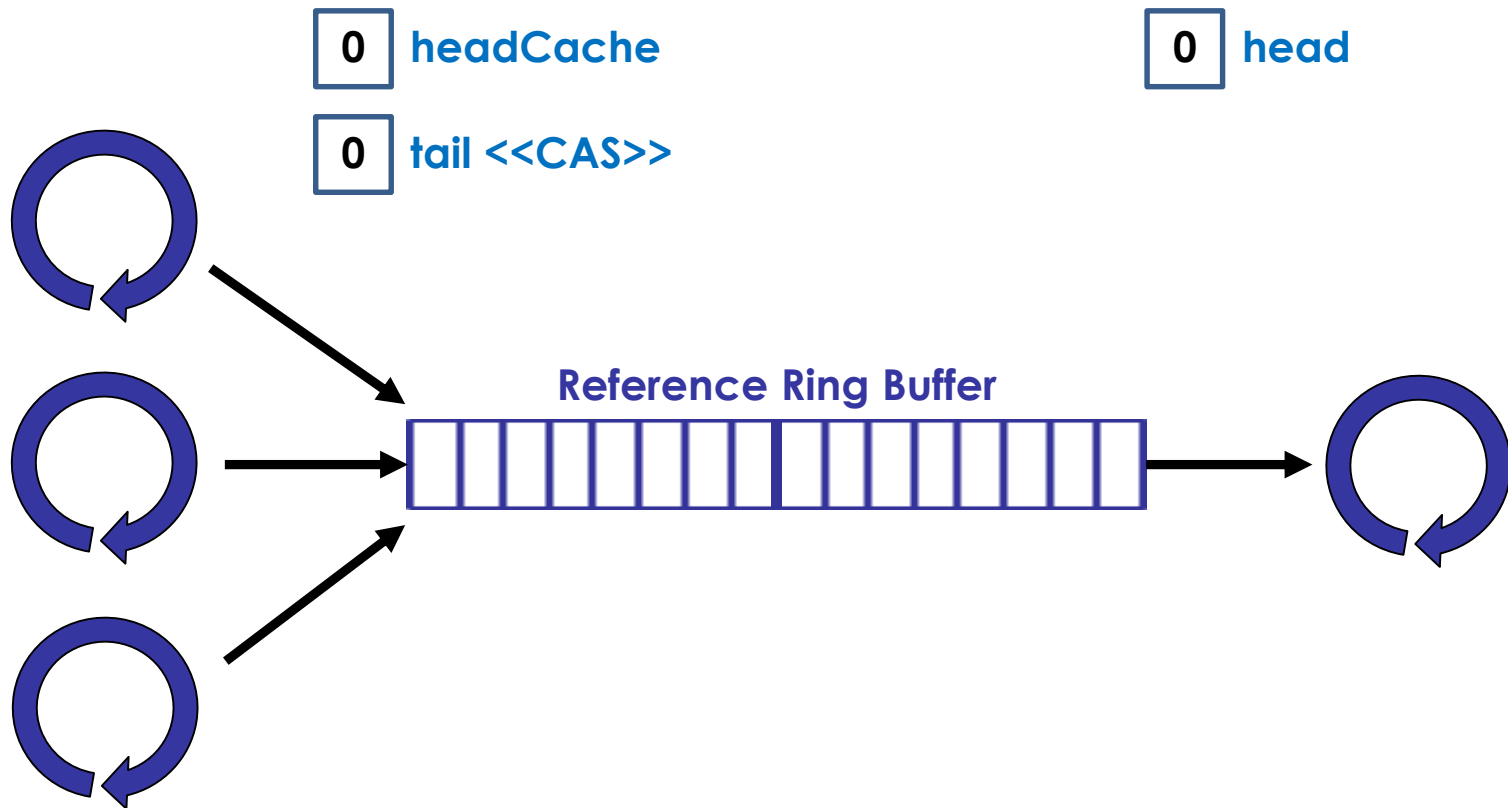 0 headCache
0 head
0 tail <<CAS>>
Reference Ring Buffer